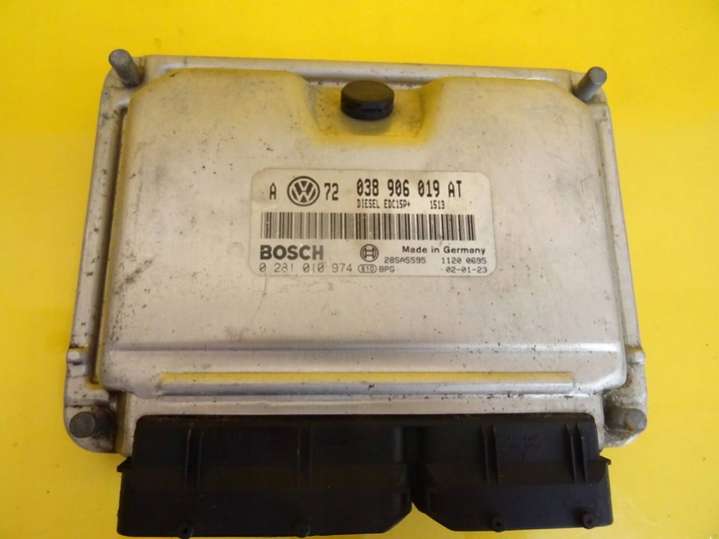 A VW 72 038 906 019 AT
DIESEL EDC15P+ 1513
BOSCH Made in Germany
28SA5595 1120 0695
0 281 010 974 BPG 02-01-23